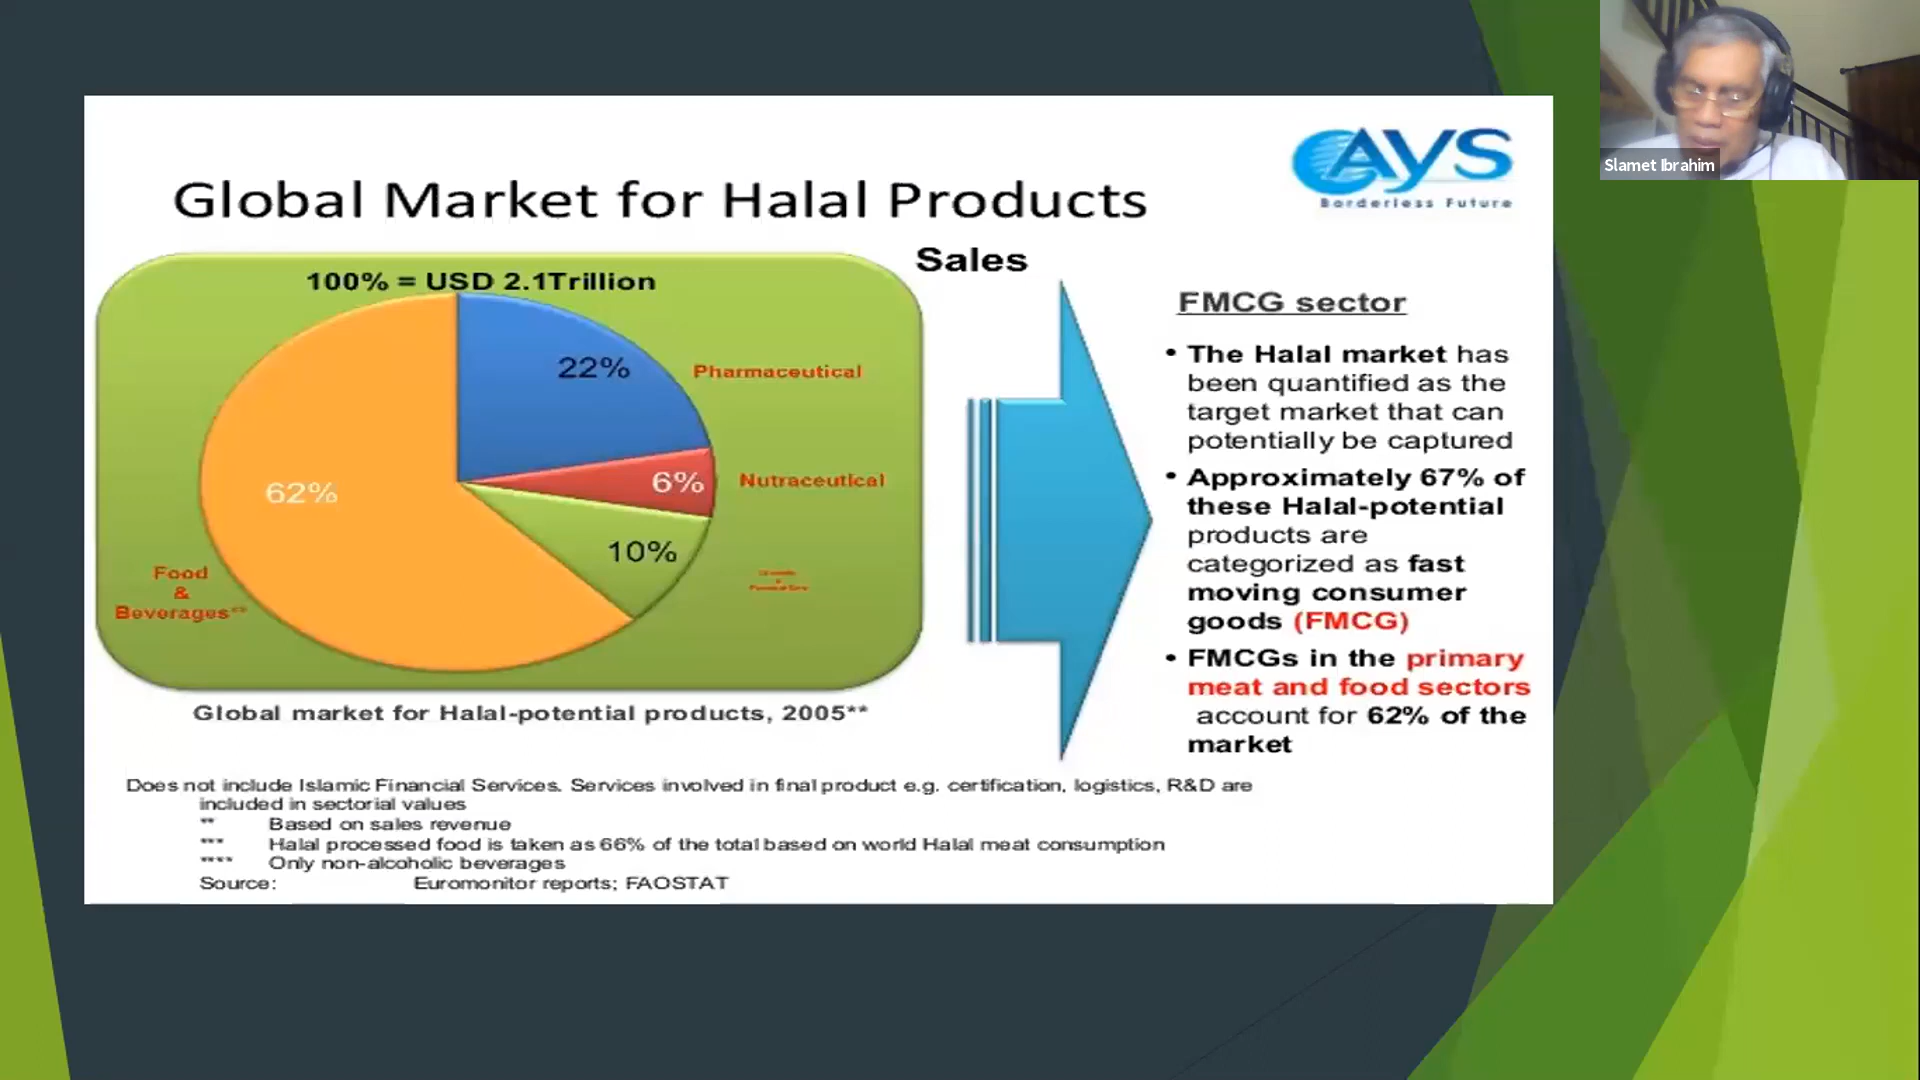 Slamet Ibrahim
AYS
Borderless Future
Global Market for Halal Products
Sales
100% = USD 2.1Trillion
22%
Pharmaceutical
6%
Nutraceutical
10%
62%
Food
&
Beverages**
Global market for Halal-potential products, 2005**
FMCG sector
• The Halal market has
been quantified as the
target market that can
potentially be captured
• Approximately 67% of
these Halal-potential
products are
categorized as fast
moving consumer
goods (FMCG)
• FMCGs in the primary
meat and food sectors
account for 62% of the
market
Does not include Islamic Financial Services. Services involved in final product e.g. certification, logistics, R&D are
included in sectorial values
** Based on sales revenue
*** Halal processed food is taken as 66% of the total based on world Halal meat consumption
**** Only non-alcoholic beverages
Source: Euromonitor reports; FAOSTAT